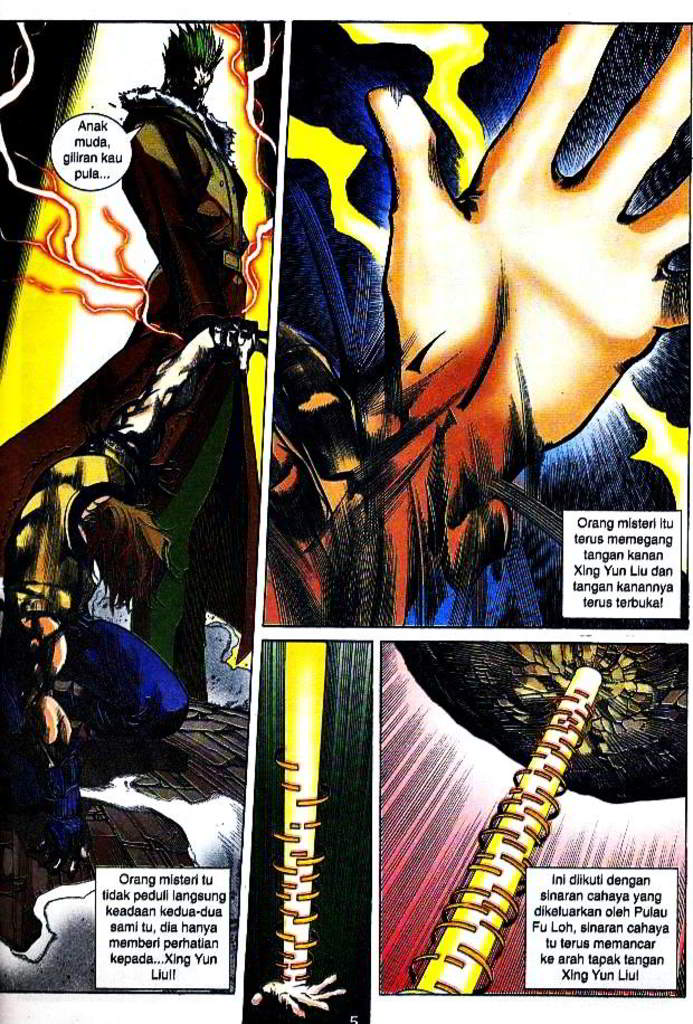 Anak
muda,
giliran kau
pula...
Orang misteri itu
terus memegang
tangan kanan
Xing Yun Liu dan
tangan kanannya
terus terbuka!
Orang misteri tu
tidak peduli langsung
keadaan kedua-dua
sami tu, dia hanya
memberi perhatian
kepada...Xing Yun
Liu!!
Ini diikuti dengan
sinaran cahaya yang
dikeluarkan oleh Pulau
Fu Loh, sinaran cahaya
tu terus memancar
ke arah tapak tangan
Xing Yun Liu!
5